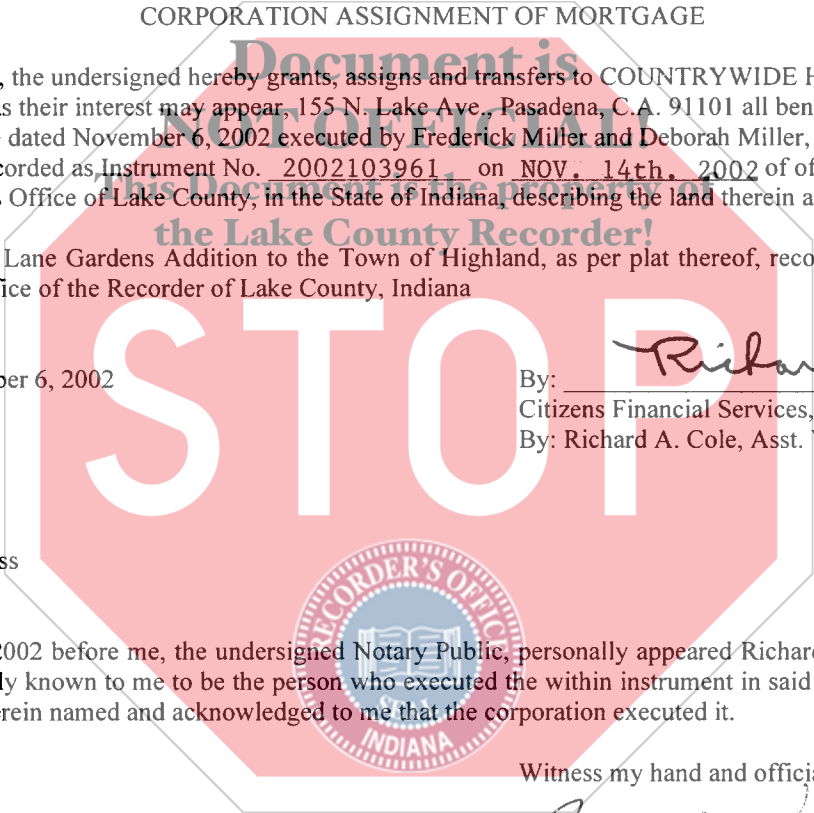 CORPORATION ASSIGNMENT OF MORTGAGE
Document is
, the undersigned hereby grants, assigns and transfers to COUNTRYWIDE H
s their interest may appear, 155 N. Lake Ave., Pasadena, C.A. 91101 all ben
NOT OFFICIAL!
dated November 6, 2002 executed by Frederick Miller and Deborah Miller,
corded as Instrument No. 2002103961 on NOV. 14th. 2002 of of
This Document is the property of
s Office of Lake County, in the State of Indiana, describing the land therein a
the Lake County Recorder!
Lane Gardens Addition to the Town of Highland, as per plat thereof, reco
ice of the Recorder of Lake County, Indiana
STOP
ber 6, 2002
By: Richar
Citizens Financial Services,
By: Richard A. Cole, Asst. V
ss
RECORDER'S OFFICE
2002 before me, the undersigned Notary Public, personally appeared Richard
ly known to me to be the person who executed the within instrument in said
rein named and acknowledged to me that the corporation executed it.
SEAL
INDIANA
Witness my hand and officia